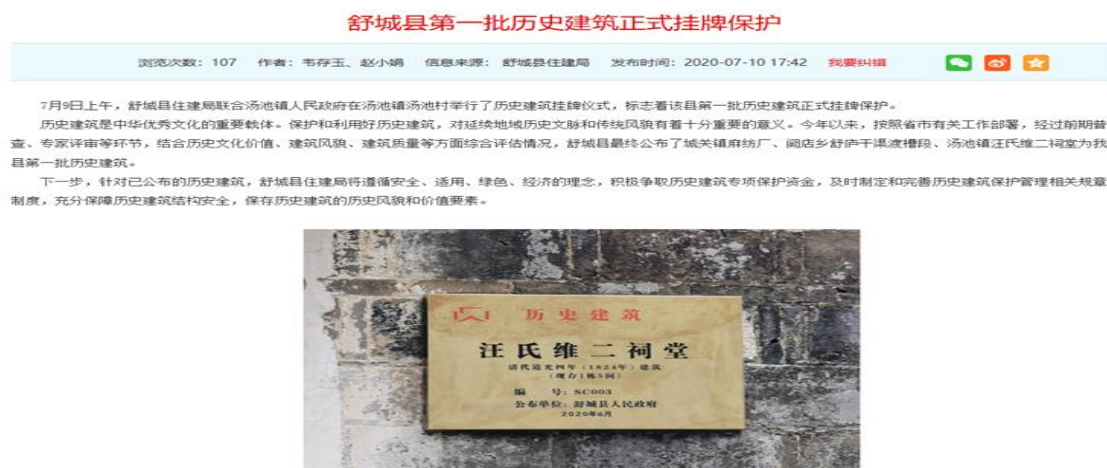 舒城县第一批历史建筑正式挂牌保护
浏览次数：107 作者：韦存玉、赵小娟 信息来源：舒城县住建局 发布时间：2020-07-10 17:42 我要纠错
7月9日上午，舒城县住建局联合汤池镇人民政府在汤池镇汤池村举行了历史建筑挂牌仪式，标志着该县第一批历史建筑正式挂牌保护。
历史建筑是中华优秀文化的重要载体。保护和利用好历史建筑，对延续地域历史文脉和传统风貌有着十分重要的意义。今年以来，按照省市有关工作部署，经过前期普
查、专家评审等环节，结合历史文化价值、建筑风貌、建筑质量等方面综合评估情况，舒城县最终公布了城关镇麻纺厂、阙店乡舒庐干渠渡槽段、汤池镇汪氏维二祠堂为我
县第一批历史建筑。
下一步，针对已公布的历史建筑，舒城县住建局将遵循安全、适用、绿色、经济的理念，积极争取历史建筑专项保护资金，及时制定和完善历史建筑保护管理相关规章
制度，充分保障历史建筑结构安全，保存历史建筑的历史风貌和价值要素。
历史建筑
汪氏维二祠堂
清代道光四年（1824年）建筑
（现存1栋5间）
编 号：SC003
公布单位：舒城县人民政府
2020年6月